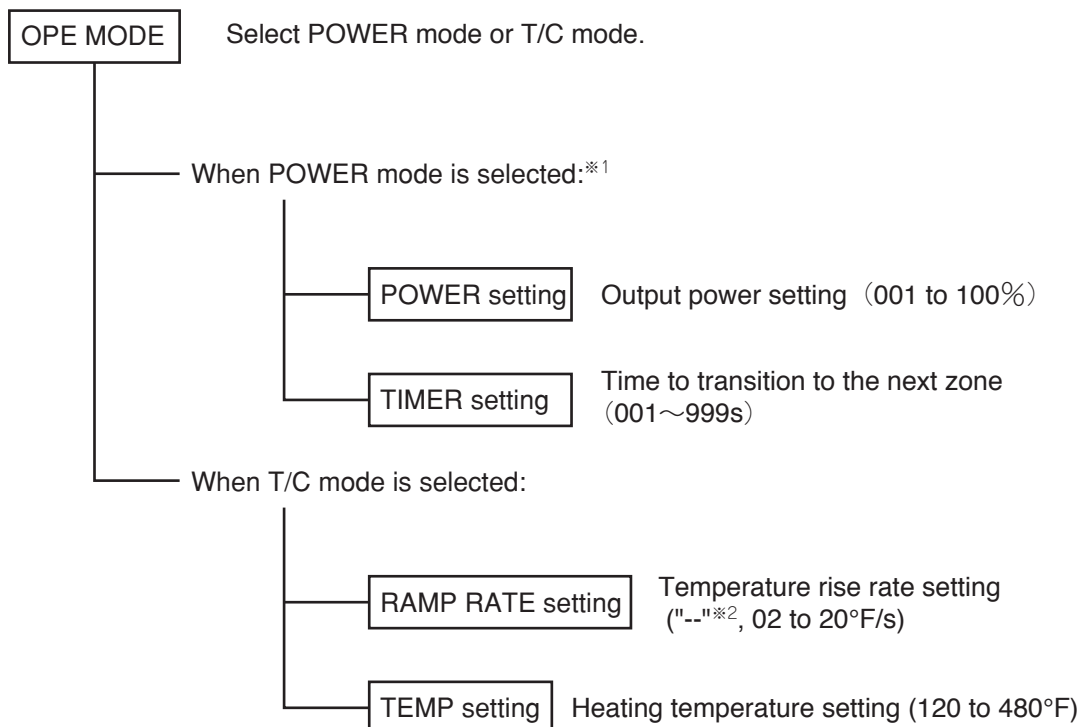 OPE MODE Select POWER mode or T/C mode.
When POWER mode is selected:※1
POWER setting Output power setting（001 to 100％）
TIMER setting Time to transition to the next zone
（001～999s）
When T/C mode is selected:
RAMP RATE setting Temperature rise rate setting
("--"※2, 02 to 20°F/s)
TEMP setting Heating temperature setting (120 to 480°F)